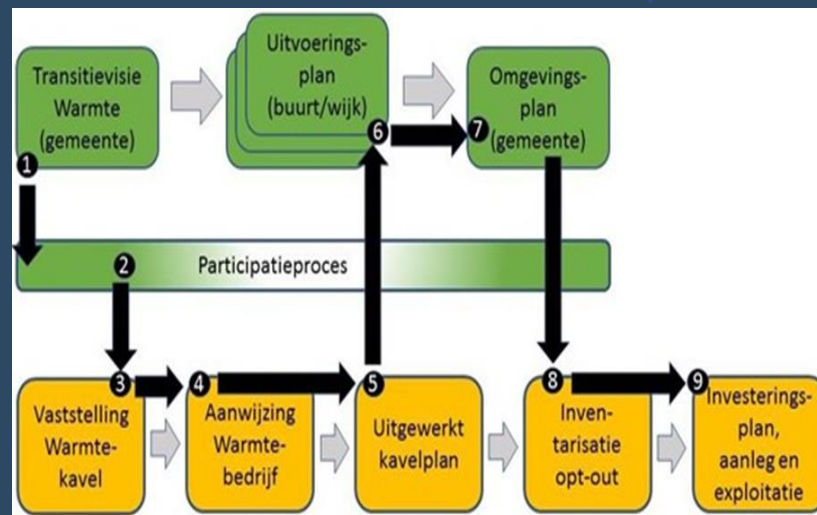 Transitievisie
Warmte
(gemeente)
Uitvoerings-
plan
(buurt/wijk)
Omgevings-
plan
(gemeente)
1
6
7
2
Participatieproces
3
4
5
8
9
Vaststelling
Warmte-
kavel
Aanwijzing
Warmte-
bedrijf
Uitgewerkt
kavelplan
Inven-
tarisatie
opt-out
Investerings-
plan,
aanleg en
exploitatie